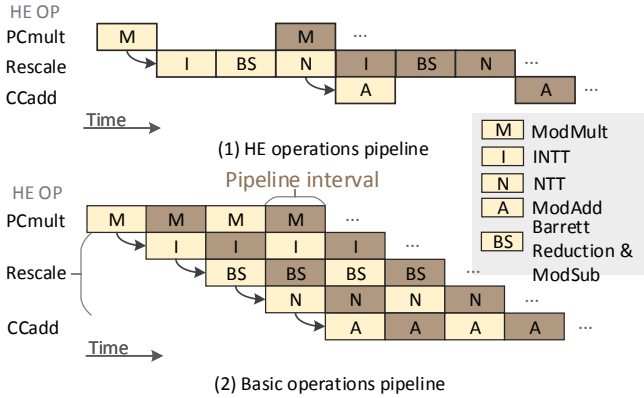 HE OP
PCmult M M ...
Rescale I BS N I BS N ...
CCadd A A ...
Time
(1) HE operations pipeline
M ModMult
I INTT
N NTT
A ModAdd
BS Barrett Reduction & ModSub
HE OP
Pipeline interval
PCmult M M M M ...
I I I I ...
Rescale BS BS BS BS ...
N N N N ...
CCadd A A A A ...
Time
(2) Basic operations pipeline